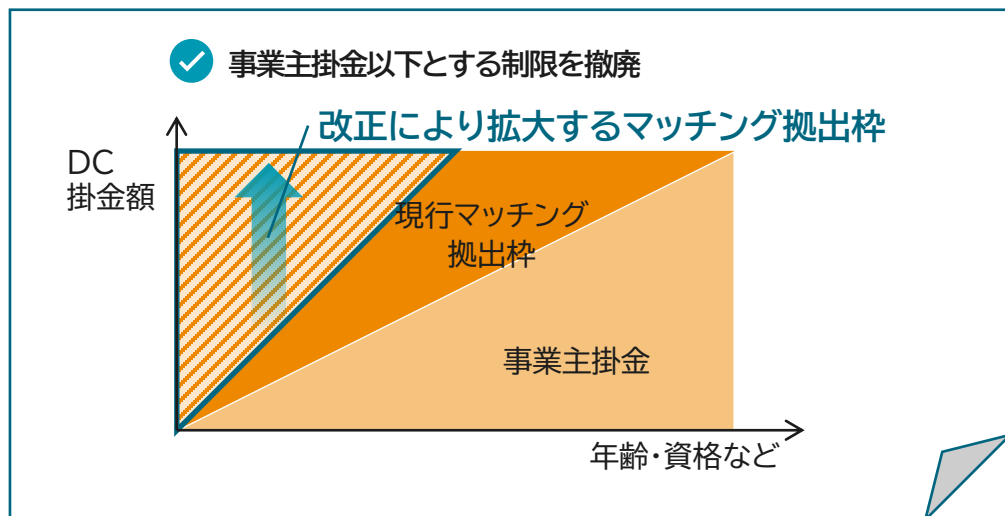 事業主掛金以下とする制限を撤廃
改正により拡大するマッチング拠出枠
DC
掛金額
現行マッチング
拠出枠
事業主掛金
年齢・資格など